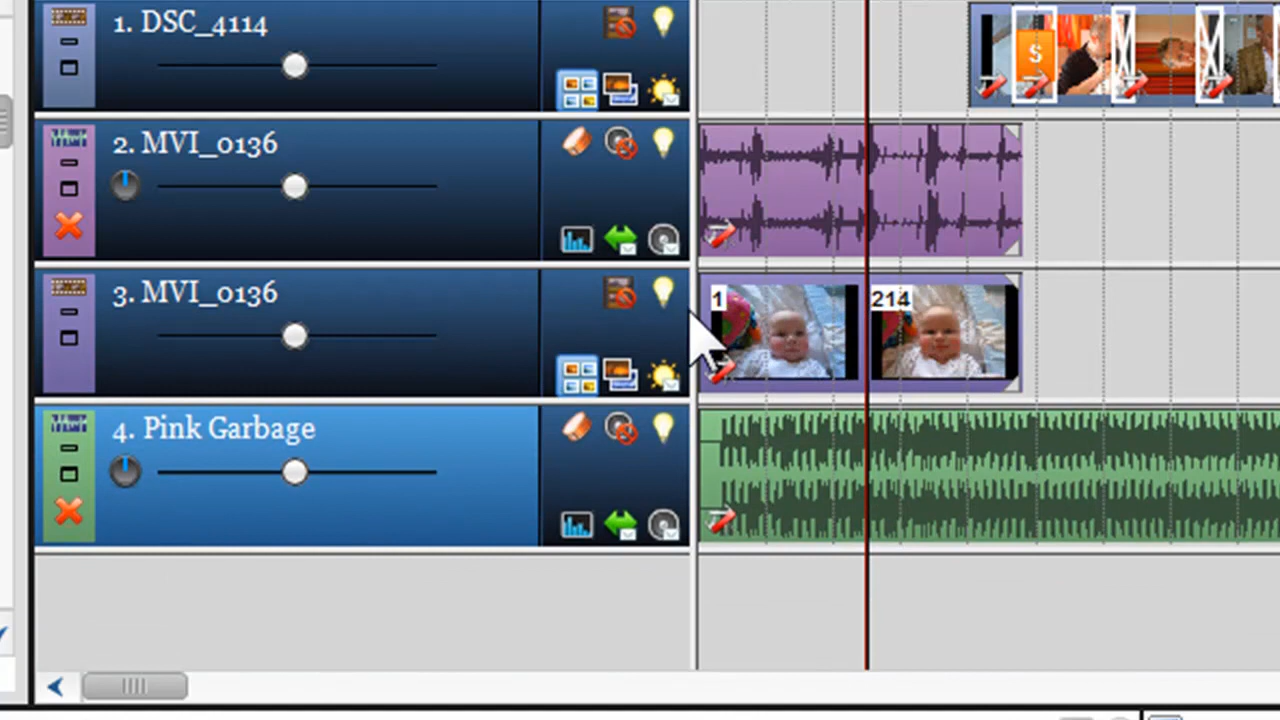 1. DSC_4114
S
2. MVI_0136
3. MVI_0136
1
214
4. Pink Garbage